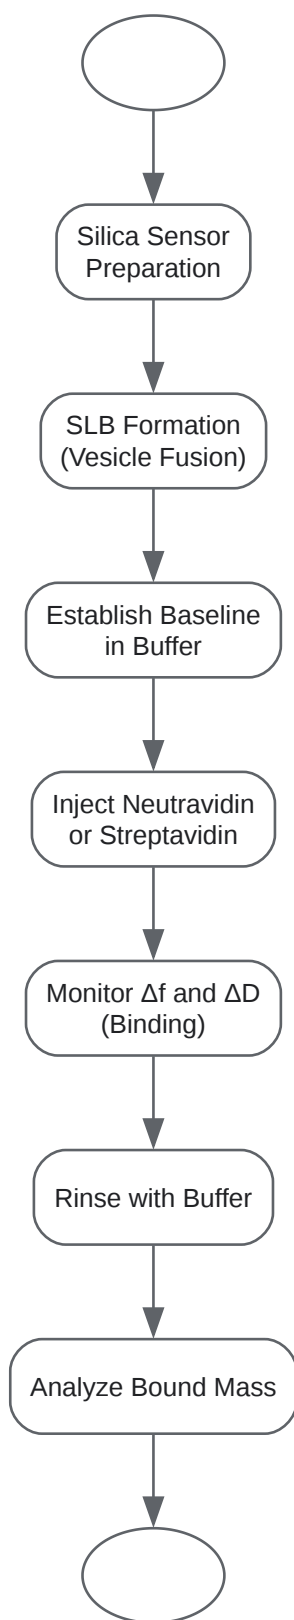 Silica Sensor
Preparation
SLB Formation
(Vesicle Fusion)
Establish Baseline
in Buffer
Inject Neutravidin
or Streptavidin
Monitor Δf and ΔD
(Binding)
Rinse with Buffer
Analyze Bound Mass